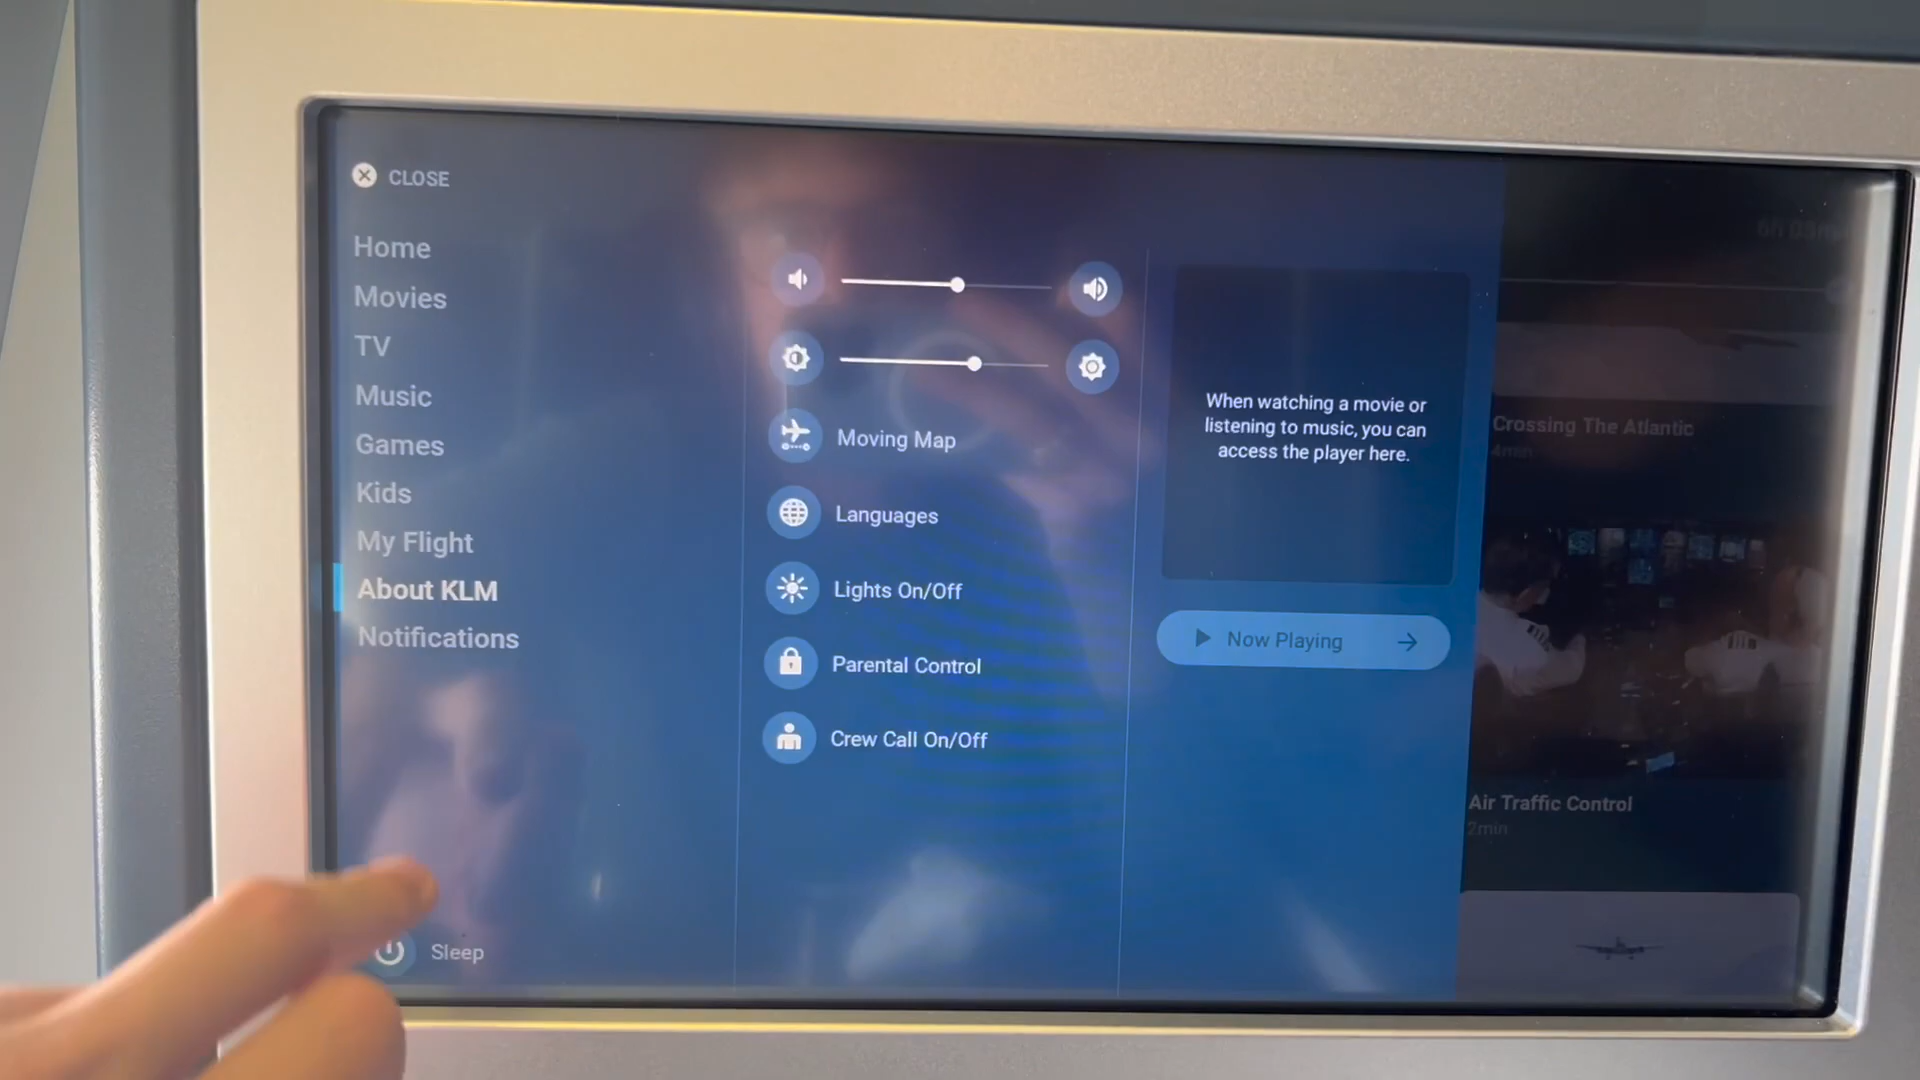 CLOSE
Home
Movies
TV
Music
Games
Kids
My Flight
About KLM
Notifications
Sleep
Moving Map
Languages
Lights On/Off
Parental Control
Crew Call On/Off
When watching a movie or
listening to music, you can
access the player here.
Now Playing
Crossing The Atlantic
4min
Air Traffic Control
2min